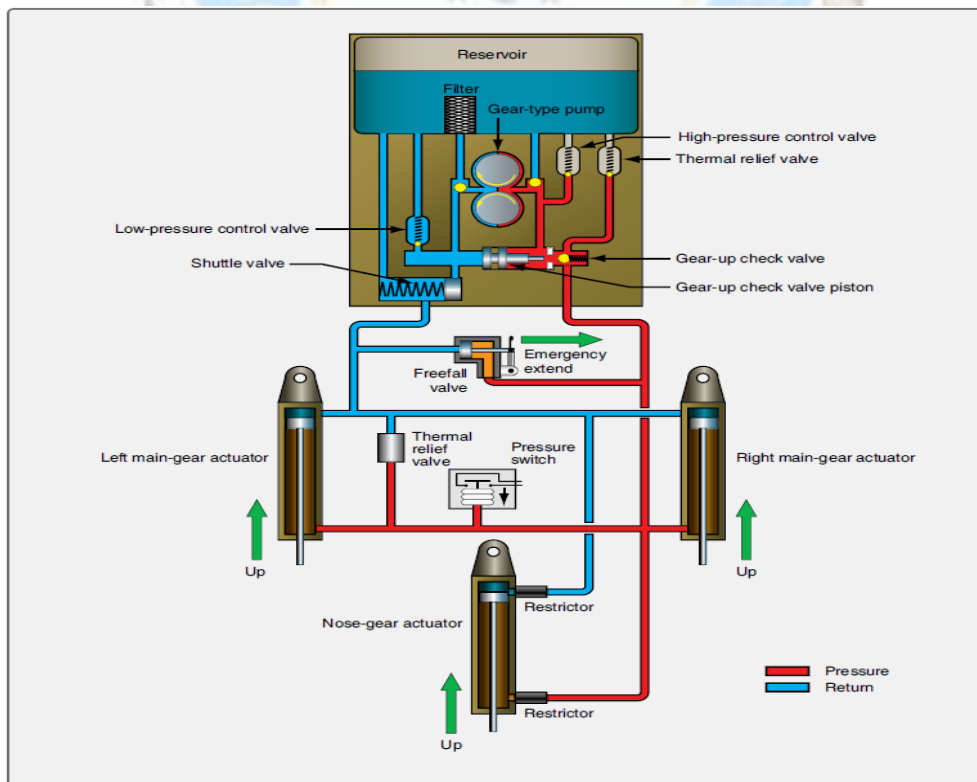 Reservoir
Filter
Gear-type pump
High-pressure control valve
Thermal relief valve
Low-pressure control valve
Shuttle valve
Gear-up check valve
Gear-up check valve piston
Freefall
valve
Emergency
extend
Left main-gear actuator
Thermal
relief
valve
Pressure
switch
Right main-gear actuator
Up
Up
Nose-gear actuator
Restrictor
Restrictor
Up
Pressure
Return